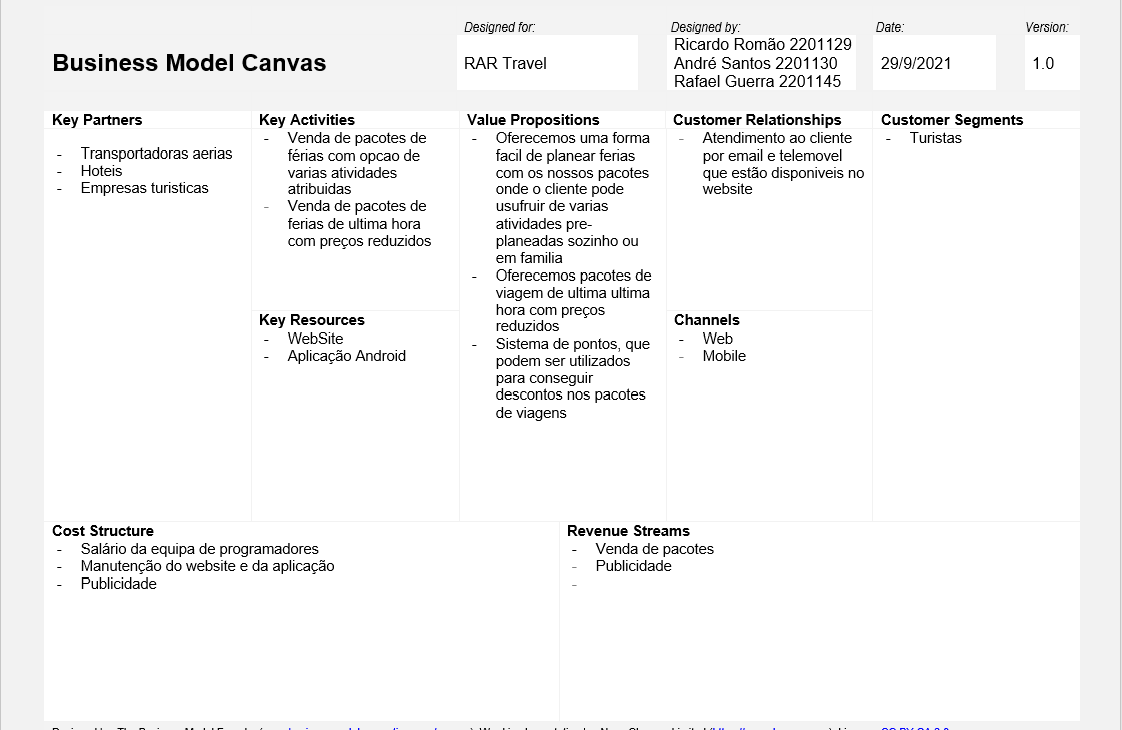 Business Model Canvas
Designed for:
RAR Travel
Designed by:
Ricardo Romão 2201129
André Santos 2201130
Rafael Guerra 2201145
Date:
29/9/2021
Version:
1.0
Key Partners
- Transportadoras aerias
- Hoteis
- Empresas turisticas
Key Activities
- Venda de pacotes de
férias com opcao de
varias atividades
atribuidas
- Venda de pacotes de
ferias de ultima hora
com preços reduzidos
Key Resources
- WebSite
- Aplicação Android
Value Propositions
- Oferecemos uma forma
facil de planear ferias
com os nossos pacotes
onde o cliente pode
usufruir de varias
atividades pre-
planeadas sozinho ou
em familia
- Oferecemos pacotes de
viagem de ultima ultima
hora com preços
reduzidos
- Sistema de pontos, que
podem ser utilizados
para conseguir
descontos nos pacotes
de viagens
Customer Relationships
- Atendimento ao cliente
por email e telemovel
que estão disponiveis no
website
Channels
- Web
- Mobile
Customer Segments
- Turistas
Cost Structure
- Salário da equipa de programadores
- Manutenção do website e da aplicação
- Publicidade
Revenue Streams
- Venda de pacotes
- Publicidade
-